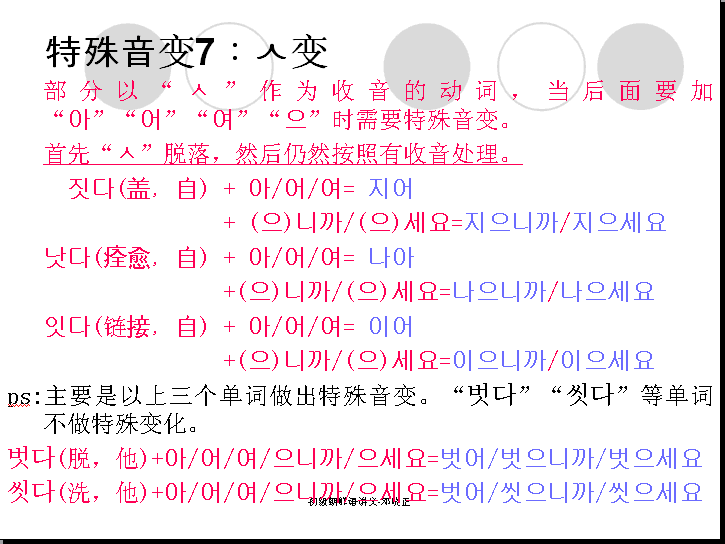 特殊音变7：ㅅ变
部分以“ㅅ”作为收音的动词，当后面要加
“아”“어”“여”“으”时需要特殊音变。
首先“ㅅ”脱落，然后仍然按照有收音处理。
짓다(盖, 自) + 아/어/여= 지어
+ (으)니까/(으)세요=지으니까/지으세요
낫다(痊愈, 自) + 아/어/여= 나아
+(으)니까/(으)세요=나으니까/나으세요
잇다(链接, 自) + 아/어/여= 이어
+(으)니까/(으)세요=이으니까/이으세요
ps:主要是以上三个单词做出特殊音变。“벗다”“씻다”等单词
不做特殊变化。
벗다(脱，他)+아/어/여/으니까/으세요=벗어/벗으니까/벗으세요
씻다(洗，他)+아/어/여/으니까/으세요=벗어/씻으니까/씻으세요
初级朝鲜语讲义-邓晓正